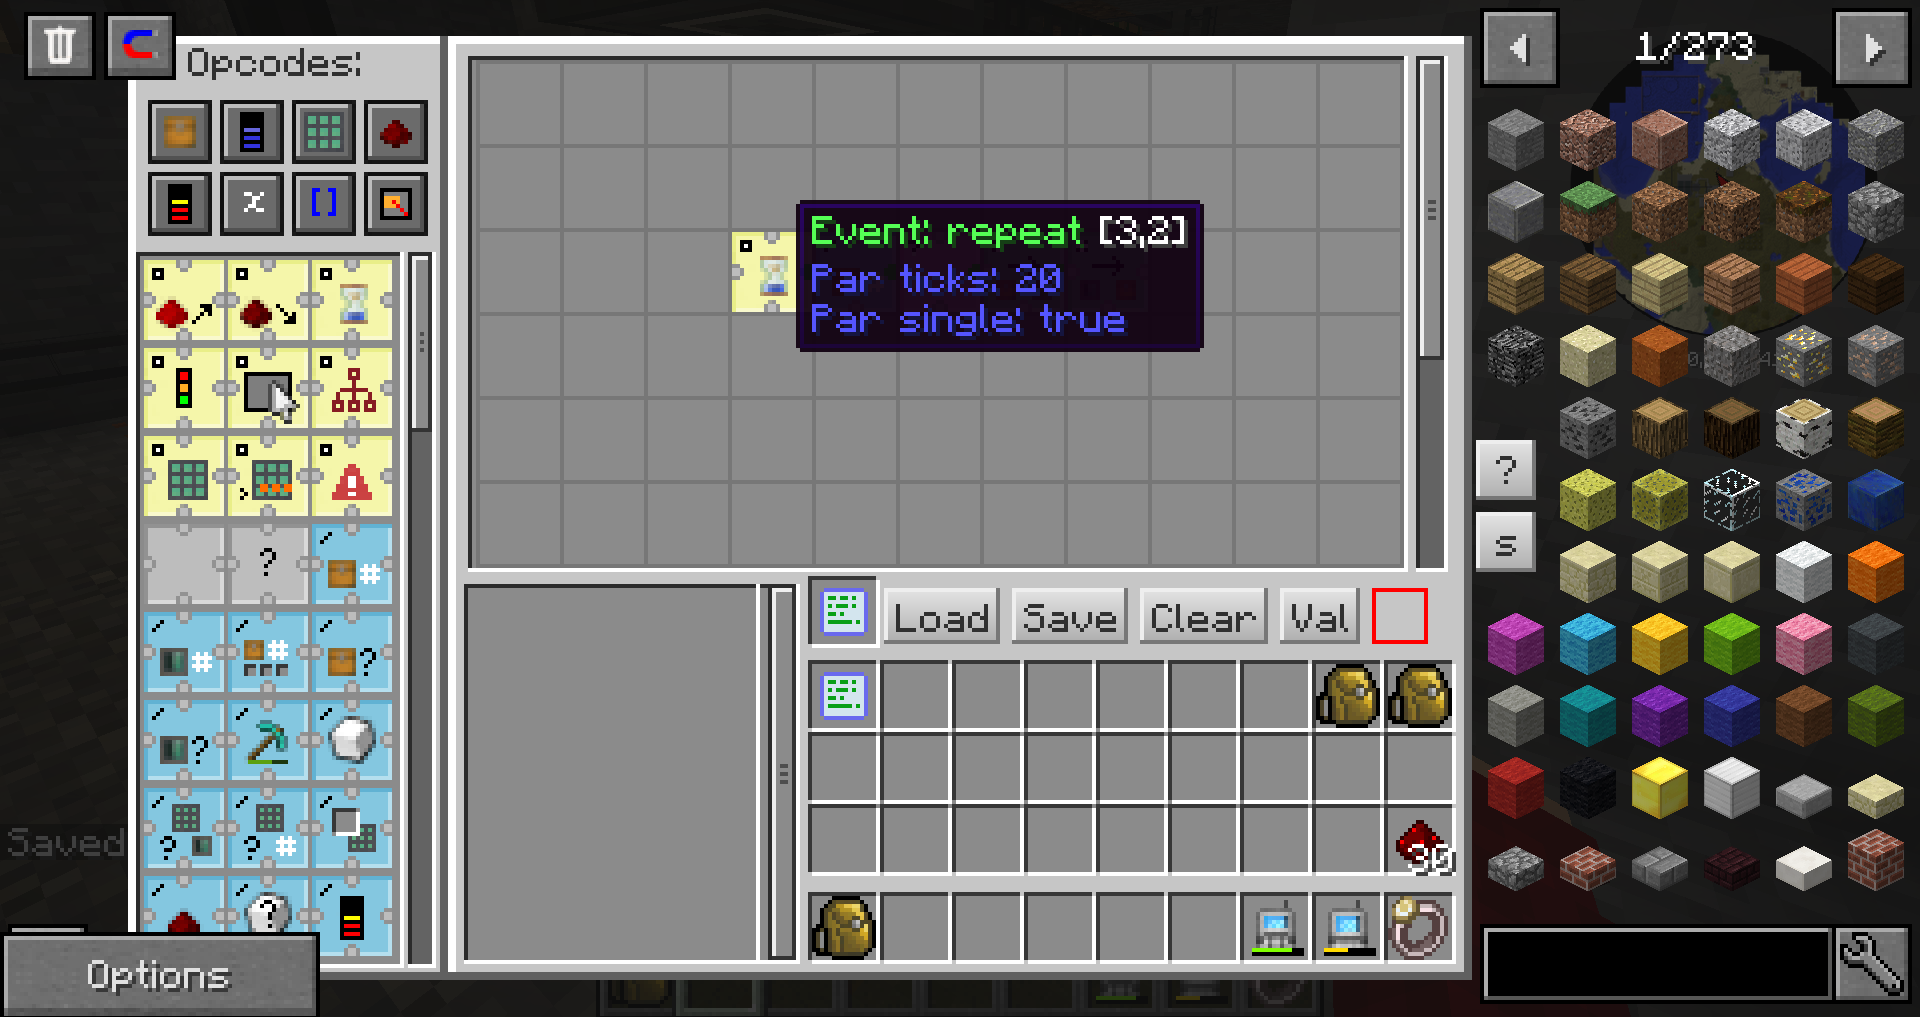 Opcodes:
1/273
Event: repeat [3,2]
Par ticks: 20
Par single: true
?
s
Load
Save
Clear
Val
30
Saved
Options